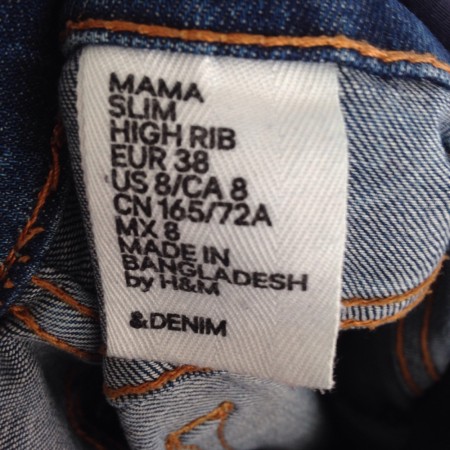 MAMA
SLIM
HIGH RIB
EUR 38
US 8/CA 8
CN 165/72A
MX 8
MADE IN
BANGLADESH
by H&M
&DENIM